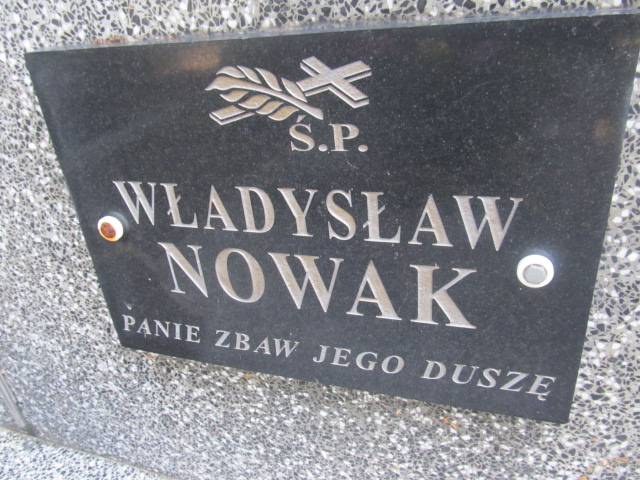 Ś.P.
WŁADYSŁAW
NOWAK
PANIE ZBAW JEGO DUSZĘ